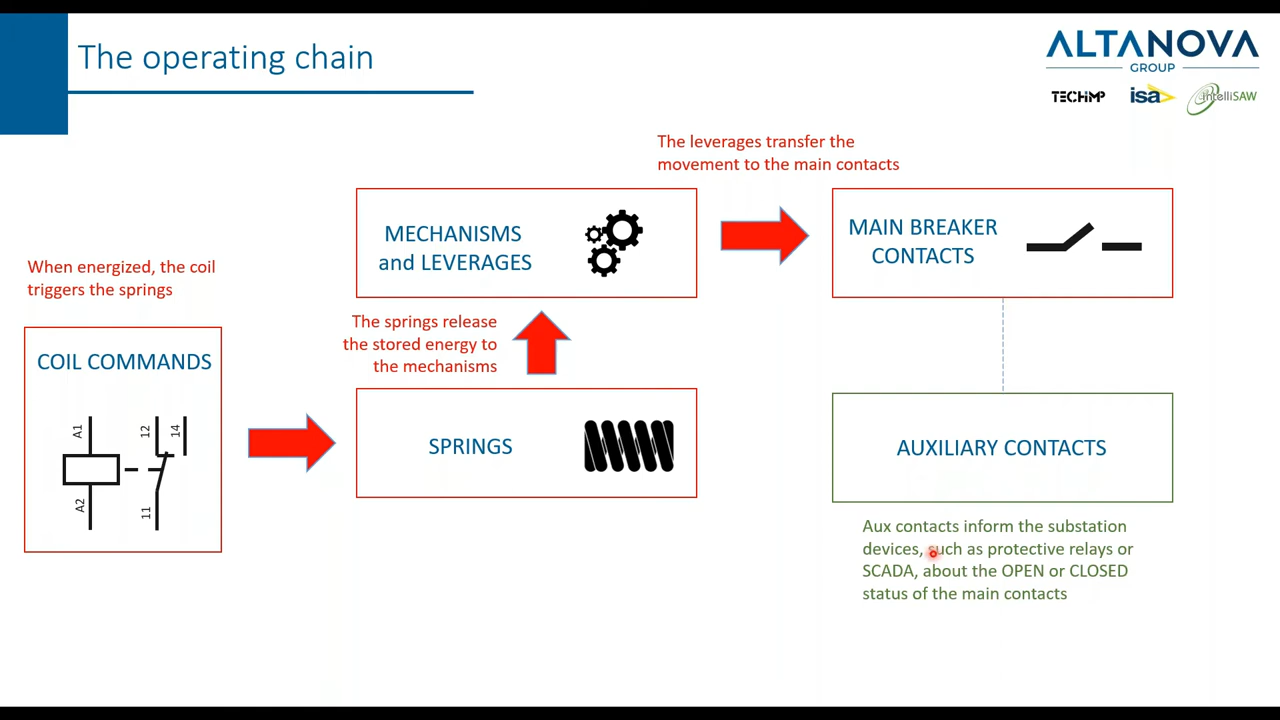 The operating chain
ALTANOVA
GROUP
TECHIMP
isa
intelliSAW
The leverages transfer the
movement to the main contacts
MECHANISMS
and LEVERAGES
MAIN BREAKER
CONTACTS
When energized, the coil
triggers the springs
The springs release
the stored energy to
the mechanisms
COIL COMMANDS
A1
12
14
A2
11
SPRINGS
AUXILIARY CONTACTS
Aux contacts inform the substation
devices, such as protective relays or
SCADA, about the OPEN or CLOSED
status of the main contacts